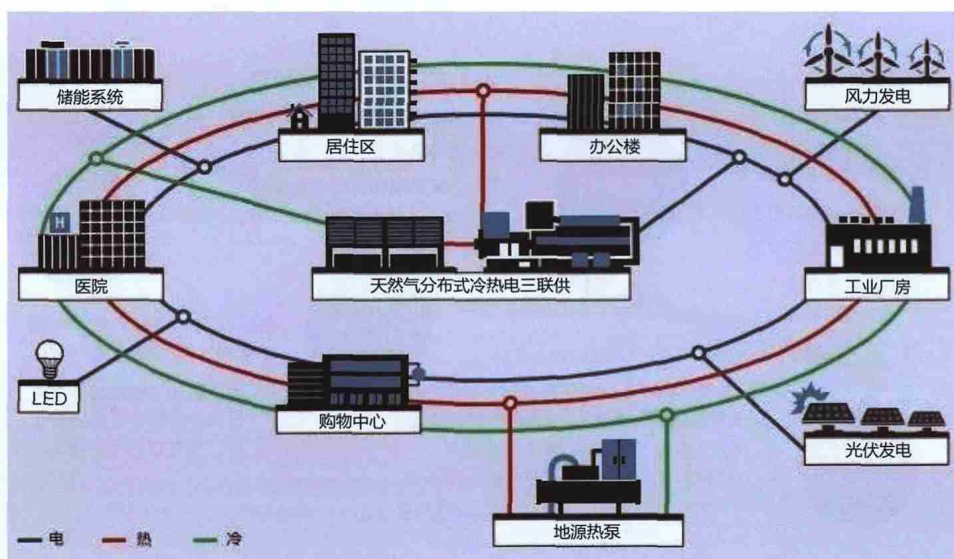 储能系统
居住区
办公楼
风力发电
H
医院
天然气分布式冷热电三联供
工业厂房
LED
购物中心
光伏发电
地源热泵
电
热
冷